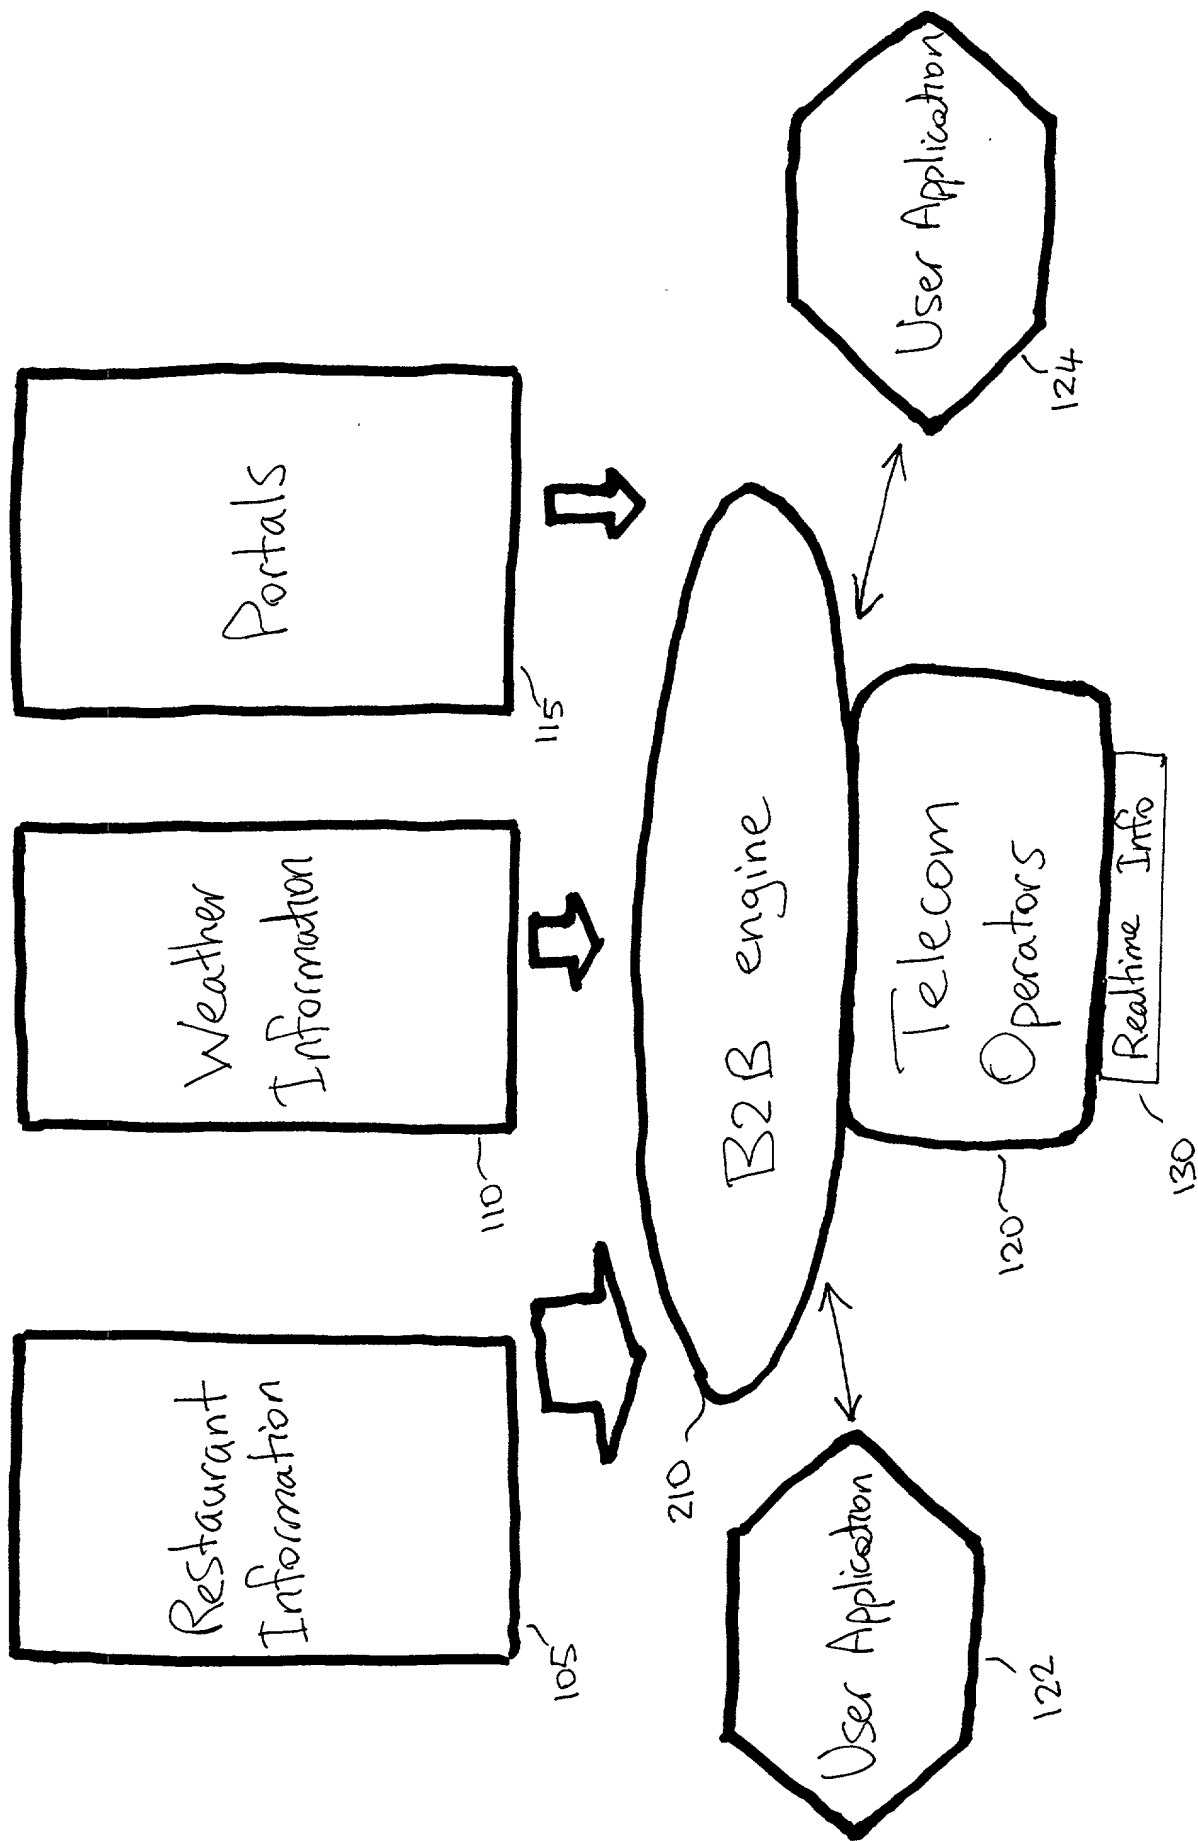 Restaurant
Information
105
Weather
Information
110
Portals
115
B2B engine
210
User Application
122
Telecom
Operators
120
Realtime Info
130
User Application
124